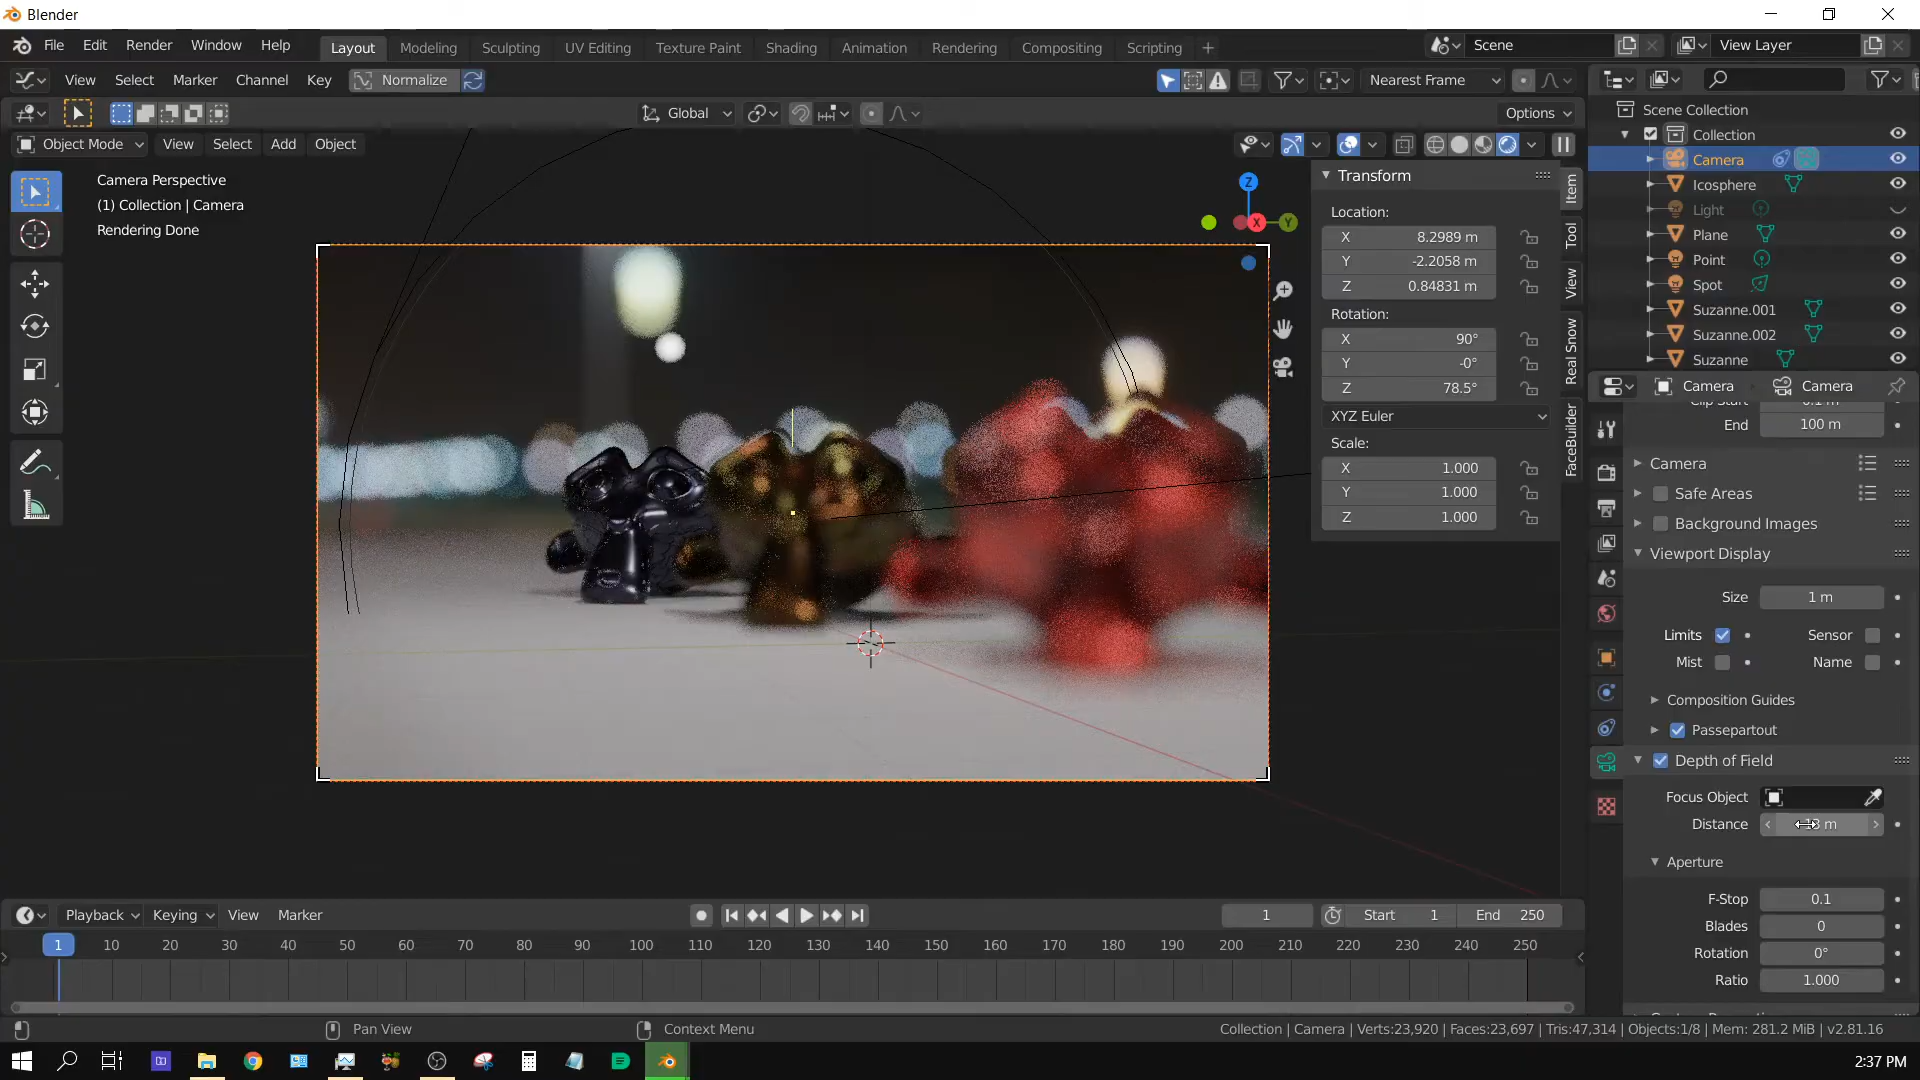 Blender
File Edit Render Window Help Layout Modeling Sculpting UV Editing Texture Paint Shading Animation Rendering Compositing Scripting + Scene View Layer
View Select Marker Channel Key Normalize Nearest Frame
Global Options
Object Mode View Select Add Object
Camera Perspective
(1) Collection | Camera
Rendering Done
Z
X
Y
Transform
Location:
X 8.2989 m
Y -2.2058 m
Z 0.84831 m
Rotation:
X 90°
Y -0°
Z 78.5°
XYZ Euler
Scale:
X 1.000
Y 1.000
Z 1.000
Item
Tool
View
Real Snow
FaceBuilder
Scene Collection
Collection
Camera
Icosphere
Light
Plane
Point
Spot
Suzanne.001
Suzanne.002
Suzanne
Camera Camera
End 100 m
Camera
Safe Areas
Background Images
Viewport Display
Size 1 m
Limits Sensor
Mist Name
Composition Guides
Passepartout
Depth of Field
Focus Object
Distance m
Aperture
F-Stop 0.1
Blades 0
Rotation 0°
Ratio 1.000
Playback Keying View Marker 1 Start 1 End 250
1 10 20 30 40 50 60 70 80 90 100 110 120 130 140 150 160 170 180 190 200 210 220 230 240 250
Pan View Context Menu Collection | Camera | Verts:23,920 | Faces:23,697 | Tris:47,314 | Objects:1/8 | Mem: 281.2 MiB | v2.81.16
2:37 PM